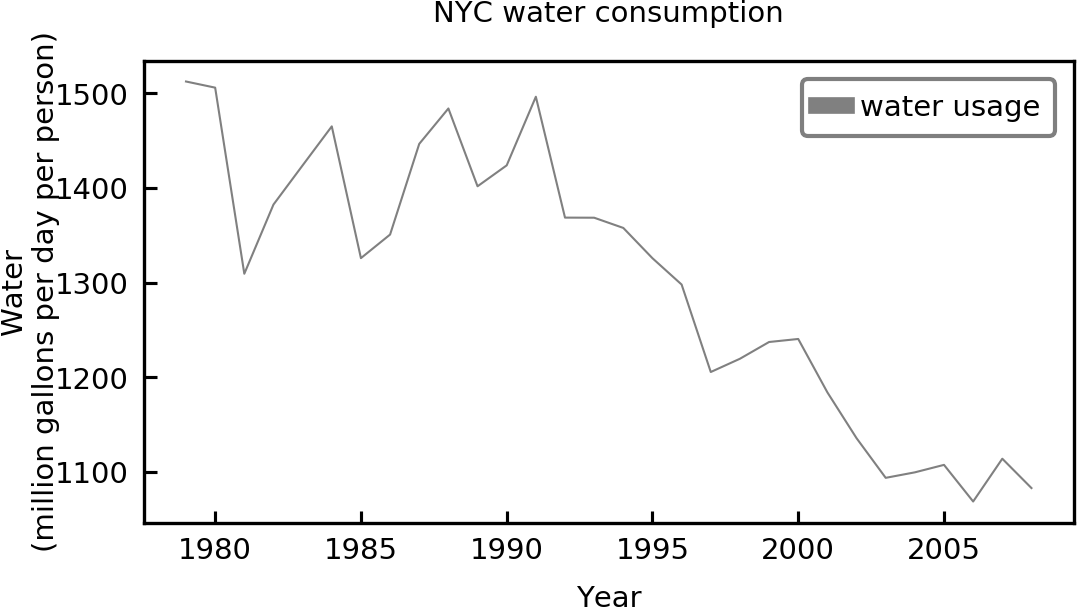 NYC water consumption
water usage
Water
(million gallons per day per person)
1500
1400
1300
1200
1100
1980 1985 1990 1995 2000 2005
Year